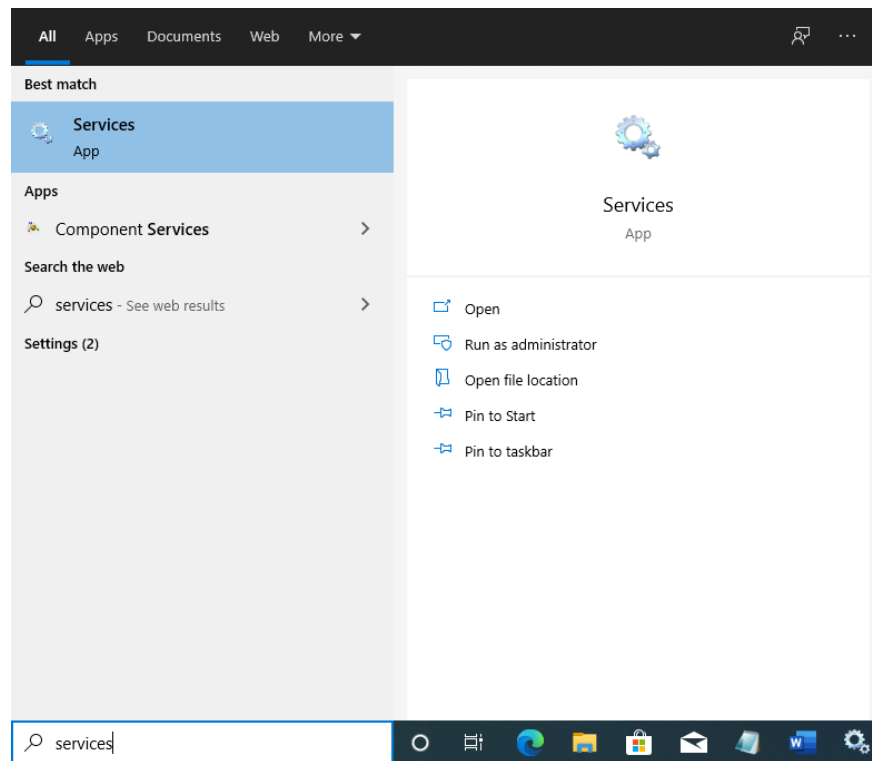 All Apps Documents Web More
Best match
Services
App
Apps
Component Services
Search the web
services - See web results
Settings (2)
Services
App
Open
Run as administrator
Open file location
Pin to Start
Pin to taskbar
services
W